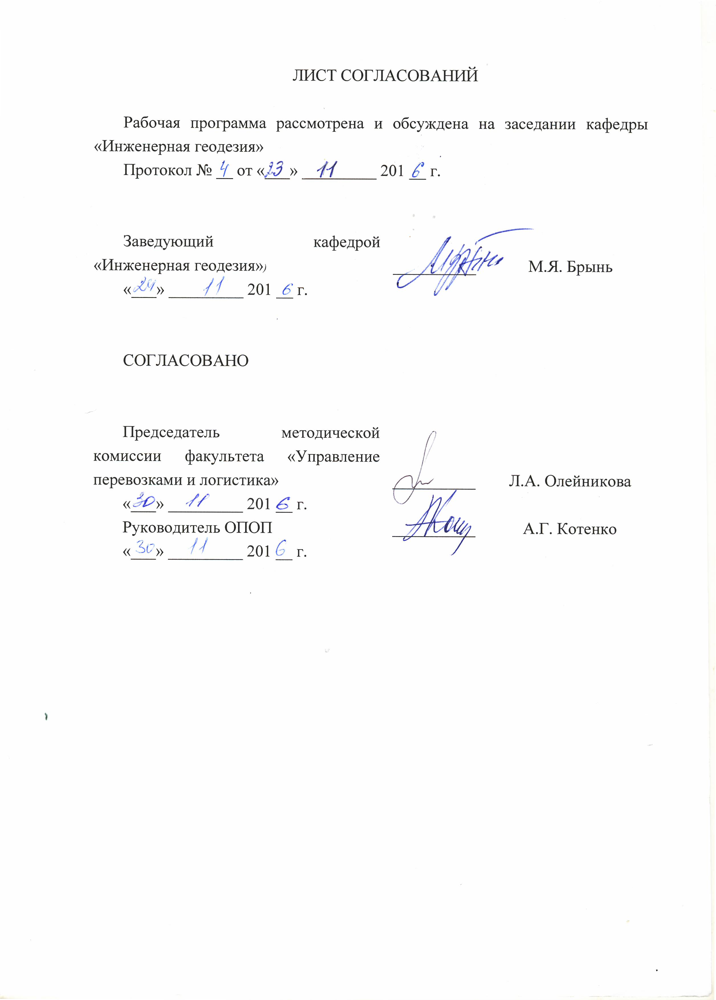 ЛИСТ СОГЛАСОВАНИЙ
Рабочая программа рассмотрена и обсуждена на заседании кафедры
«Инженерная геодезия»
Протокол № 4 от «23» 11 201 6 г.
Заведующий кафедрой
«Инженерная геодезия» М.Я. Брынь
«24» 11 201 6 г.
СОГЛАСОВАНО
Председатель методической
комиссии факультета «Управление
перевозками и логистика» Л.А. Олейникова
«30» 11 201 6 г.
Руководитель ОПОП А.Г. Котенко
«30» 11 201 6 г.